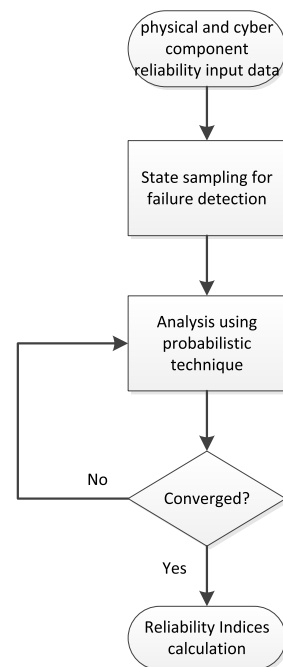 physical and cyber
component
reliability input data
State sampling for
failure detection
Analysis using
probabilistic
technique
Converged?
No
Yes
Reliability Indices
calculation